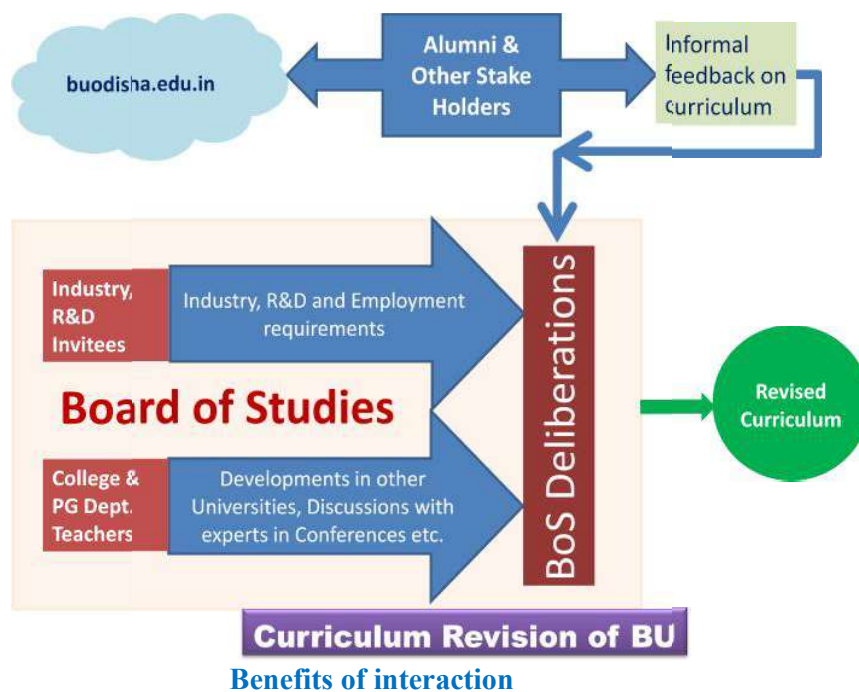 buodisha.edu.in
Alumni &
Other Stake
Holders
Informal
feedback on
curriculum
Industry,
R&D
Invitees
Industry, R&D and Employment
requirements
Board of Studies
College &
PG Dept.
Teachers
Developments in other
Universities, Discussions with
experts in Conferences etc.
BoS Deliberations
Revised
Curriculum
Curriculum Revision of BU
Benefits of interaction